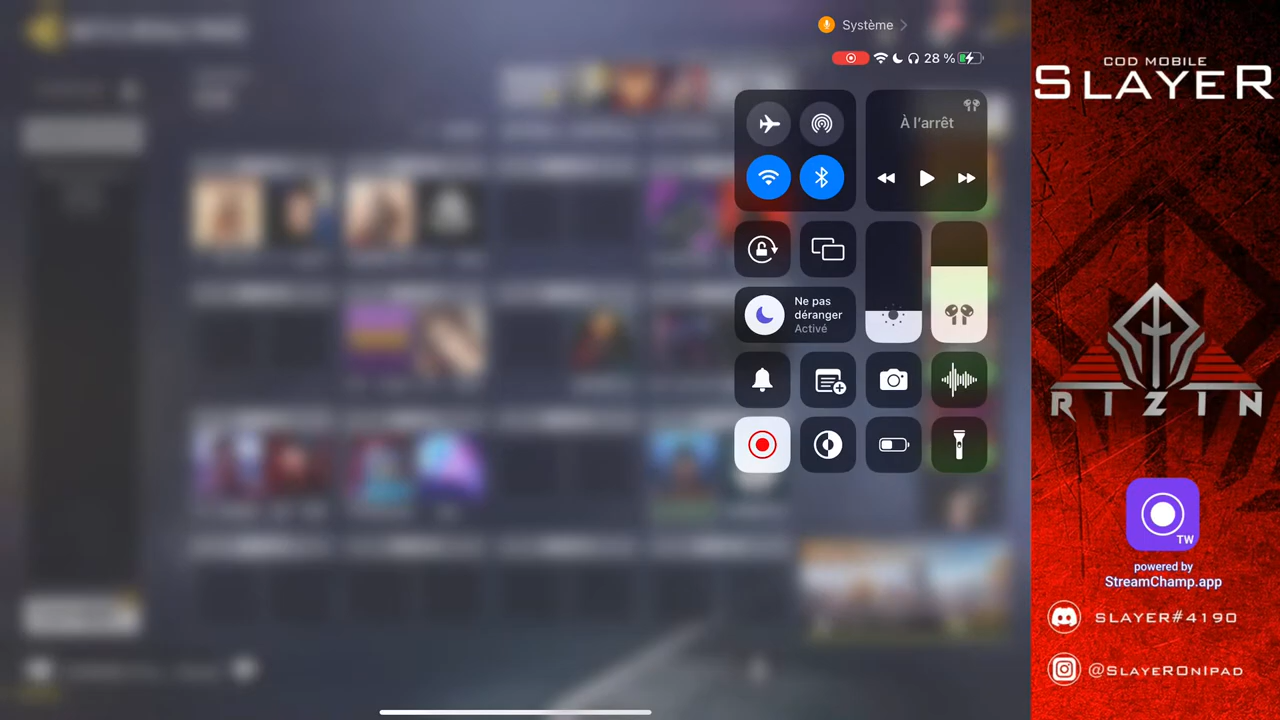 Système
28 %
À l'arrêt
Ne pas
déranger
Activé
COD MOBILE
SLAYER
RIZIN
TW
powered by
StreamChamp.app
SLAYER#4190
@SlayeROnIpad